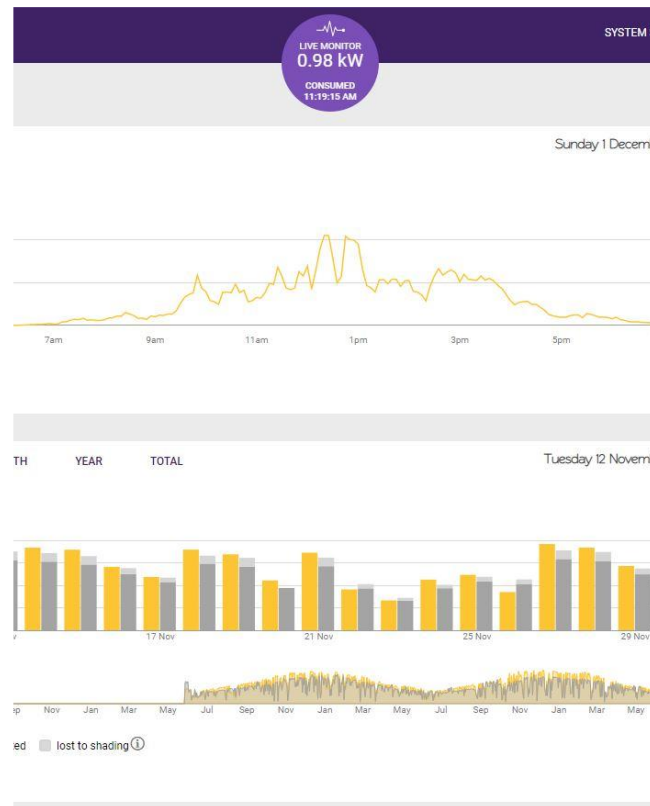 LIVE MONITOR
0.98 kW
CONSUMED
11:19:15 AM
SYSTEM
Sunday 1 Decem
7am 9am 11am 1pm 3pm 5pm
TH YEAR TOTAL
Tuesday 12 Novem
17 Nov 21 Nov 25 Nov 29 Nov
Nov Jan Mar May Jul Sep Nov Jan Mar May Jul Sep Nov Jan Mar May
ed lost to shading